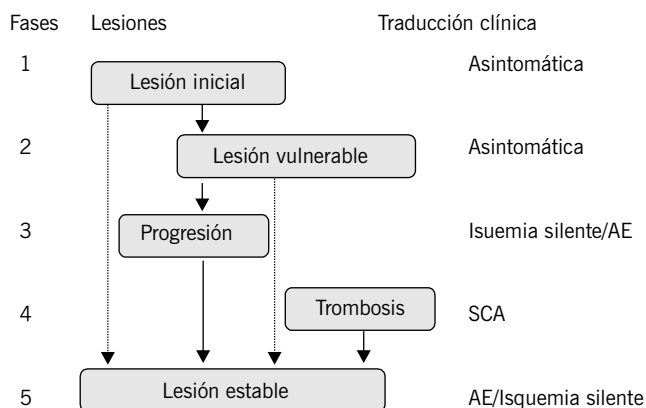 Fases Lesiones Traducción clínica
1 Lesión inicial Asintomática
2 Lesión vulnerable Asintomática
3 Progresión Isuemia silente/AE
4 Trombosis SCA
5 Lesión estable AE/Isquemia silente